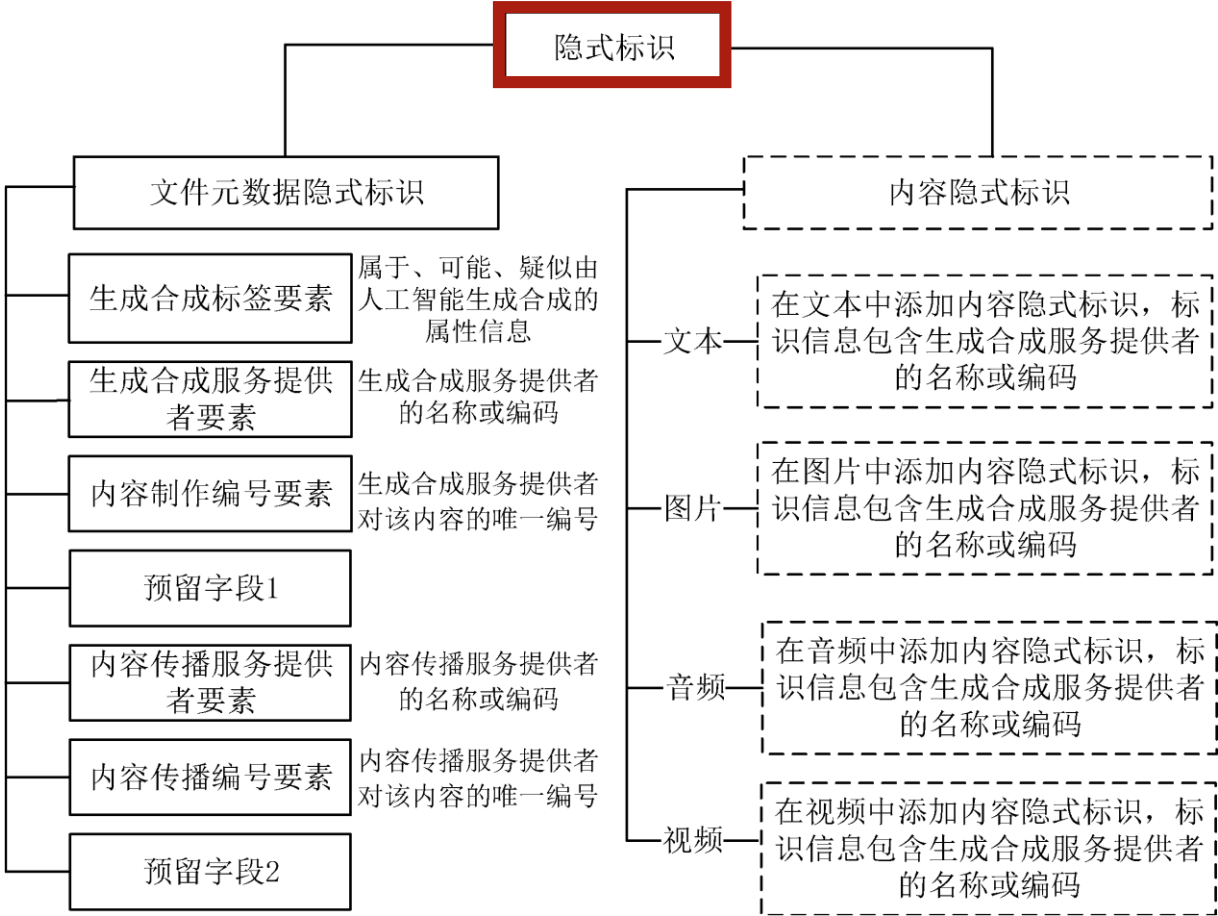 隐式标识
文件元数据隐式标识
生成合成标签要素
属于、可能、疑似由
人工智能生成合成的
属性信息
生成合成服务提供
者要素
生成合成服务提供者
的名称或编码
内容制作编号要素
生成合成服务提供者
对该内容的唯一编号
预留字段1
内容传播服务提供
者要素
内容传播服务提供者
的名称或编码
内容传播编号要素
内容传播服务提供者
对该内容的唯一编号
预留字段2
内容隐式标识
文本
在文本中添加内容隐式标识，标
识信息包含生成合成服务提供者
的名称或编码
图片
在图片中添加内容隐式标识，标
识信息包含生成合成服务提供者
的名称或编码
音频
在音频中添加内容隐式标识，标
识信息包含生成合成服务提供者
的名称或编码
视频
在视频中添加内容隐式标识，标
识信息包含生成合成服务提供者
的名称或编码